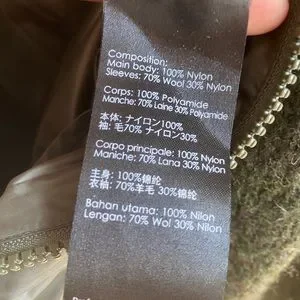 Composition:
Main body: 100% Nylon
Sleeves: 70% Wool 30% Nylon
Corps: 100% Polyamide
Manche: 70% Laine 30% Polyamide
本体: ナイロン100%
袖: 毛70% ナイロン30%
Corpo principale: 100% Nylon
Maniche: 70% Lana 30% Nylon
主身: 100%錦纶
衣袖: 70%羊毛 30%錦纶
Bahan utama: 100% Nilon
Lengan: 70% Wol 30% Nilon